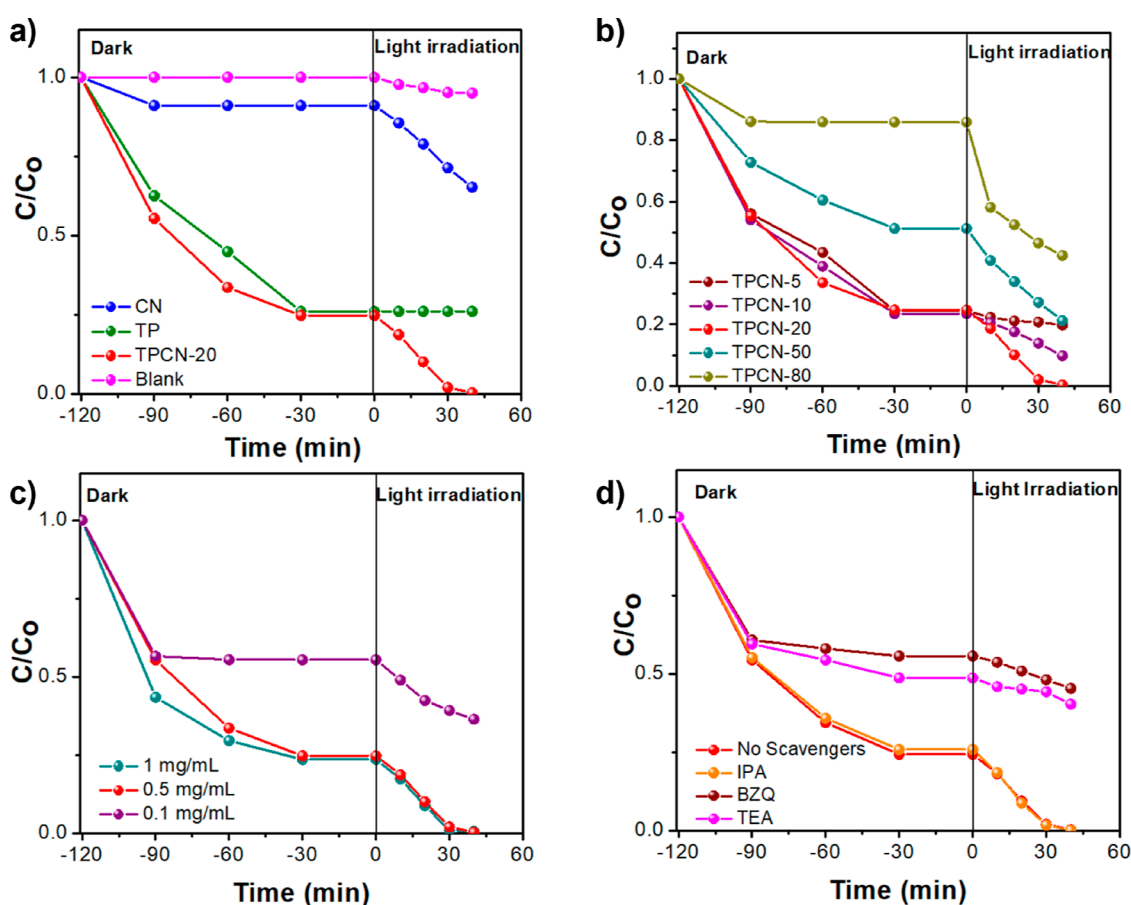 a)
Dark
Light irradiation
C/Co
1.0
0.5
0.0
CN
TP
TPCN-20
Blank
-120 -90 -60 -30 0 30 60
Time (min)
b)
Dark
Light irradiation
C/Co
1.0
0.8
0.6
0.4
0.2
0.0
TPCN-5
TPCN-10
TPCN-20
TPCN-50
TPCN-80
-120 -90 -60 -30 0 30 60
Time (min)
c)
Dark
Light irradiation
C/Co
1.0
0.5
0.0
1 mg/mL
0.5 mg/mL
0.1 mg/mL
-120 -90 -60 -30 0 30 60
Time (min)
d)
Dark
Light Irradiation
C/Co
1.0
0.5
0.0
No Scavengers
IPA
BZQ
TEA
-120 -90 -60 -30 0 30 60
Time (min)